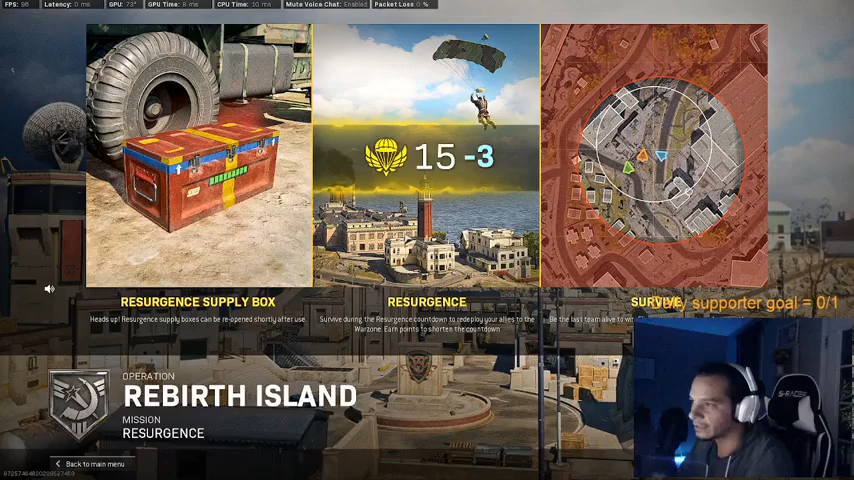 FPS: 96 Latency: 0 ms GPU: 73° GPU Time: 8 ms CPU Time: 10 ms Mute Voice Chat: Enabled Packet Loss 0 %
15 -3
RESURGENCE SUPPLY BOX
Heads up! Resurgence supply boxes can be re-opened shortly after use.
RESURGENCE
Survive during the Resurgence countdown to redeploy your allies to the
Warzone. Earn points to shorten the countdown.
SURVIVE
Be the last team alive to win
supporter goal = 0/1
OPERATION
REBIRTH ISLAND
MISSION
RESURGENCE
Back to main menu